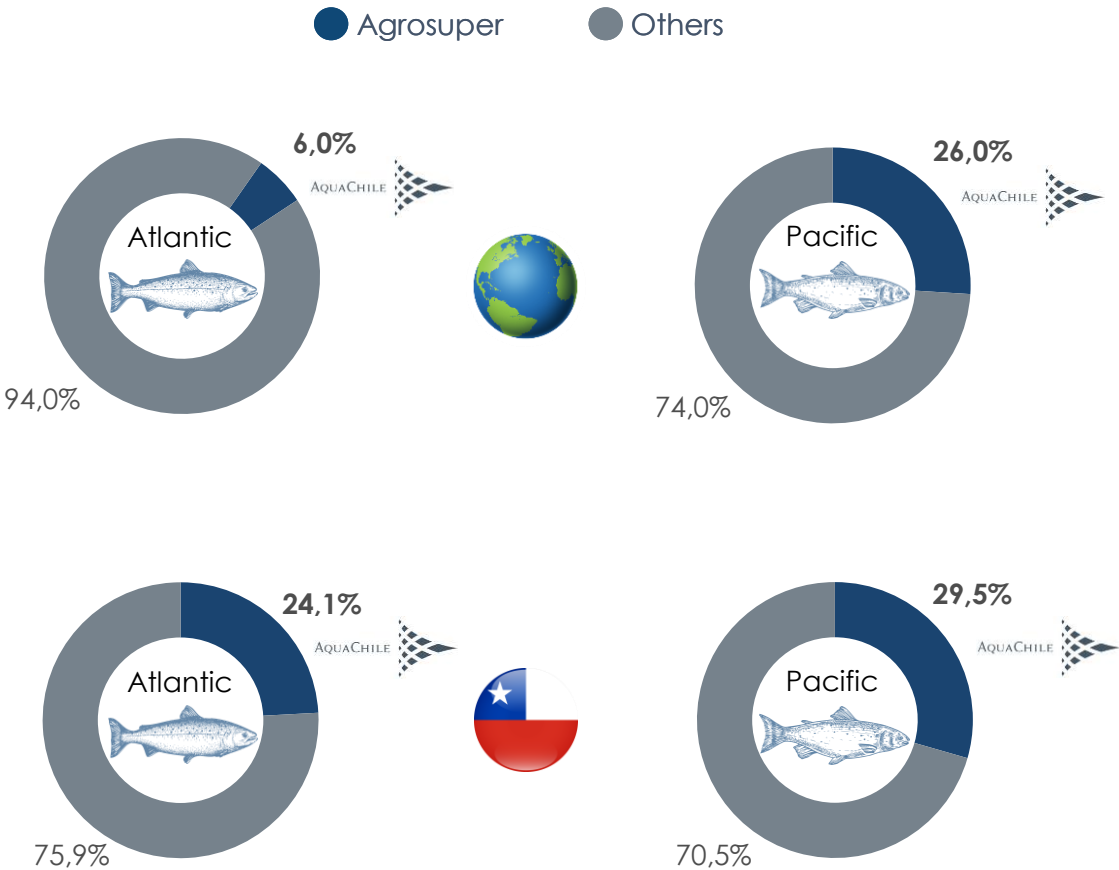 Agrosuper
Others
6,0%
AQUACHILE
Atlantic
94,0%
26,0%
AQUACHILE
Pacific
74,0%
24,1%
AQUACHILE
Atlantic
75,9%
29,5%
AQUACHILE
Pacific
70,5%